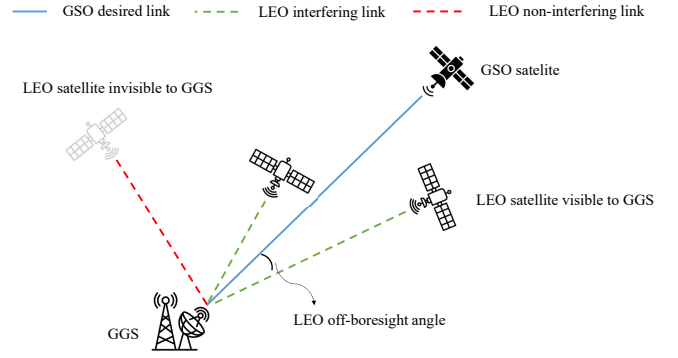 GSO desired link
LEO interfering link
LEO non-interfering link
GSO satelite
LEO satellite invisible to GGS
LEO satellite visible to GGS
LEO off-boresight angle
GGS